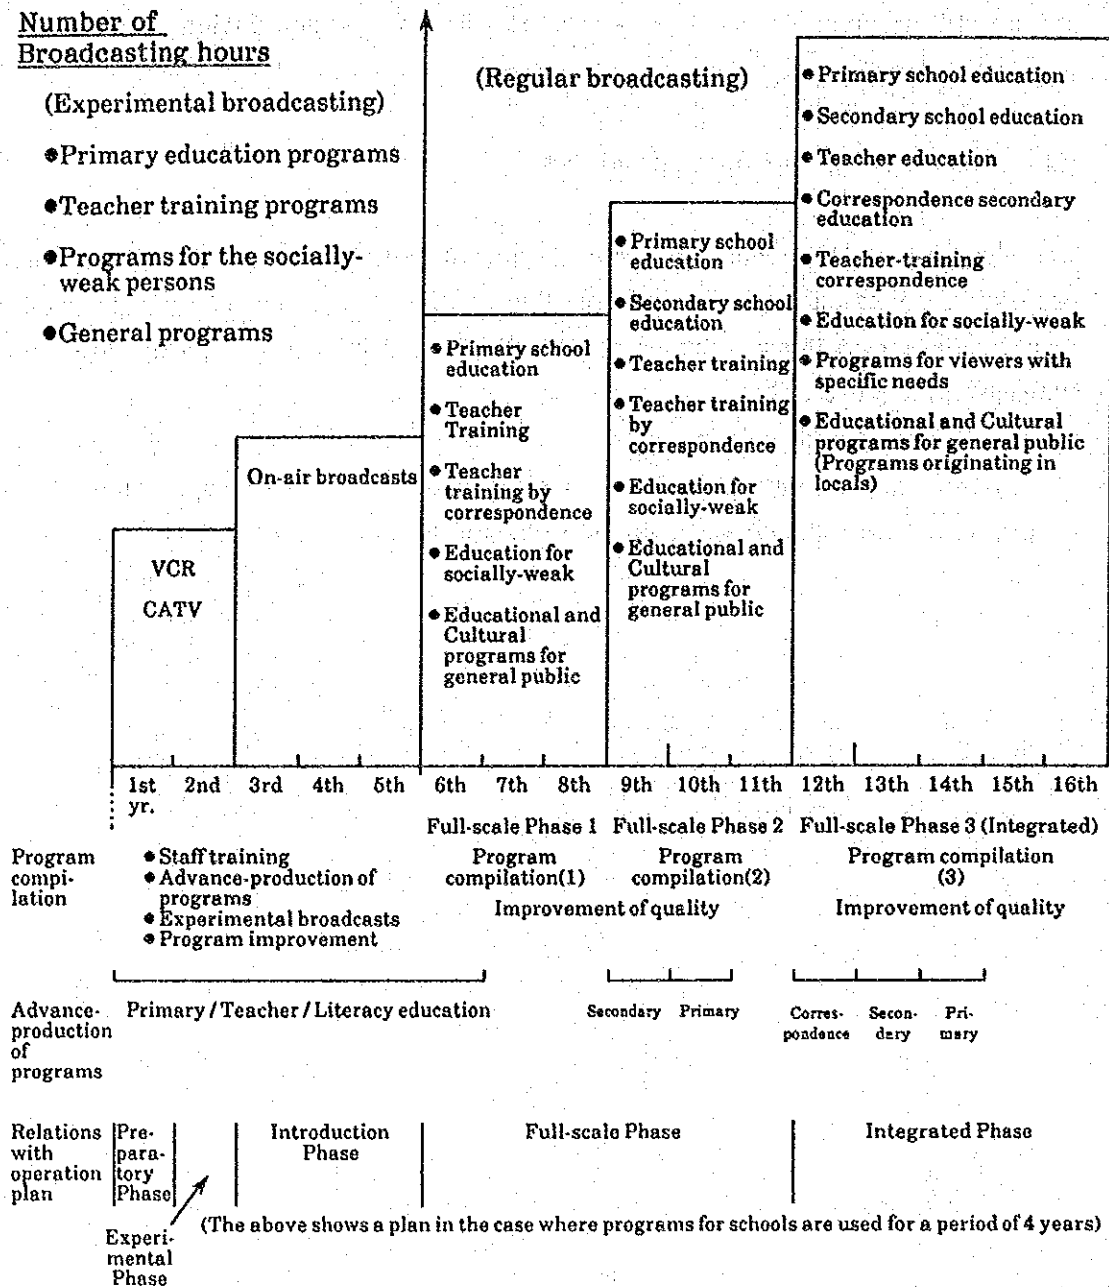 Number of
Broadcasting hours
(Experimental broadcasting)
●Primary education programs
●Teacher training programs
●Programs for the socially-
weak persons
●General programs
(Regular broadcasting)
VCR
CATV
On-air broadcasts
●Primary school
education
●Teacher
Training
●Teacher
training by
correspondence
●Education for
socially-weak
●Educational and
Cultural
programs for
general public
●Primary school
education
●Secondary school
education
●Teacher training
●Teacher training
by
correspondence
●Education for
socially-weak
●Educational and
Cultural
programs for
general public
●Primary school education
●Secondary school education
●Teacher education
●Correspondence secondary
education
●Teacher-training
correspondence
●Education for socially-weak
●Programs for viewers with
specific needs
●Educational and Cultural
programs for general public
(Programs originating in
locals)
1st 2nd 3rd 4th 5th 6th 7th 8th 9th 10th 11th 12th 13th 14th 15th 16th
yr.
Full-scale Phase 1 Full-scale Phase 2 Full-scale Phase 3 (Integrated)
Program
compi-
lation
●Staff training
●Advance-production of
programs
●Experimental broadcasts
●Program improvement
Program
compilation(1)
Program
compilation(2)
Improvement of quality
Program compilation
(3)
Improvement of quality
Advance-
production
of
programs
Primary / Teacher / Literacy education
Secondary Primary
Corres-
pondence
Secon-
dary
Pri-
mary
Relations
with
operation
plan
Pre-
para-
tory
Phase
Introduction
Phase
Full-scale Phase
Integrated Phase
Experi-
mental
Phase
(The above shows a plan in the case where programs for schools are used for a period of 4 years)